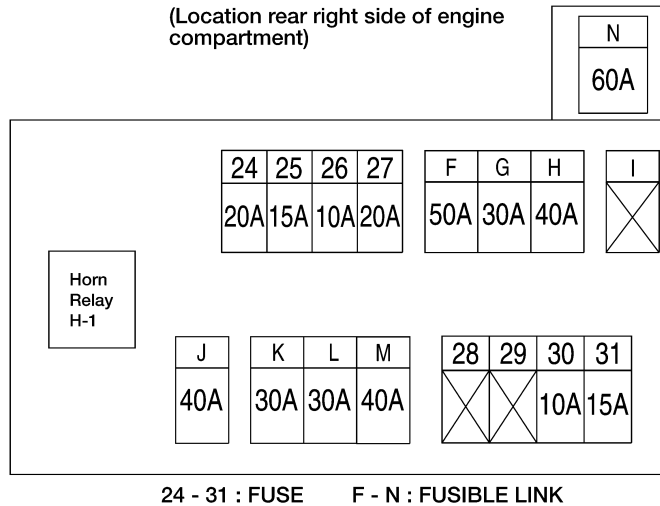 (Location rear right side of engine
compartment)
N
60A
24 25 26 27
20A 15A 10A 20A
F G H
50A 30A 40A
I
Horn
Relay
H-1
J
40A
K L M
30A 30A 40A
28 29 30 31
10A 15A
24 - 31 : FUSE F - N : FUSIBLE LINK